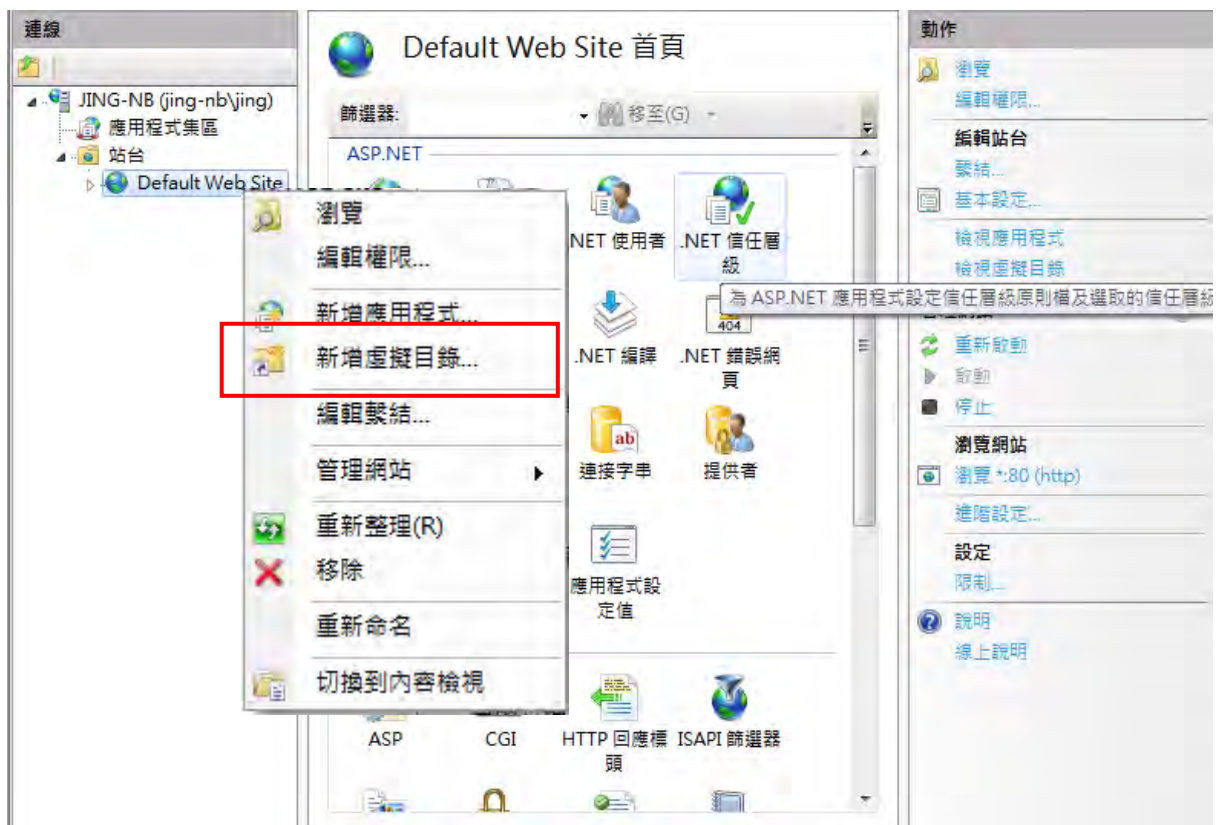 連線
JING-NB (jing-nb\jing)
應用程式集區
站台
Default Web Site
瀏覽
編輯權限...
新增應用程式...
新增虛擬目錄...
編輯繫結...
管理網站
重新整理(R)
移除
重新命名
切換到內容檢視
Default Web Site 首頁
篩選器:
移至(G)
ASP.NET
.NET 使用者
.NET 信任層
級
為 ASP.NET 應用程式設定信任層級原則檔及選取的信任層級
404
.NET 編譯
.NET 錯誤網
頁
ab
連接字串
提供者
應用程式設
定值
ASP
CGI
HTTP 回應標
頭
ISAPI 篩選器
動作
瀏覽
編輯權限...
編輯站台
繫結...
基本設定...
檢視應用程式
檢視虛擬目錄
重新啟動
啟動
停止
瀏覽網站
瀏覽 *:80 (http)
進階設定...
設定
限制...
說明
線上說明